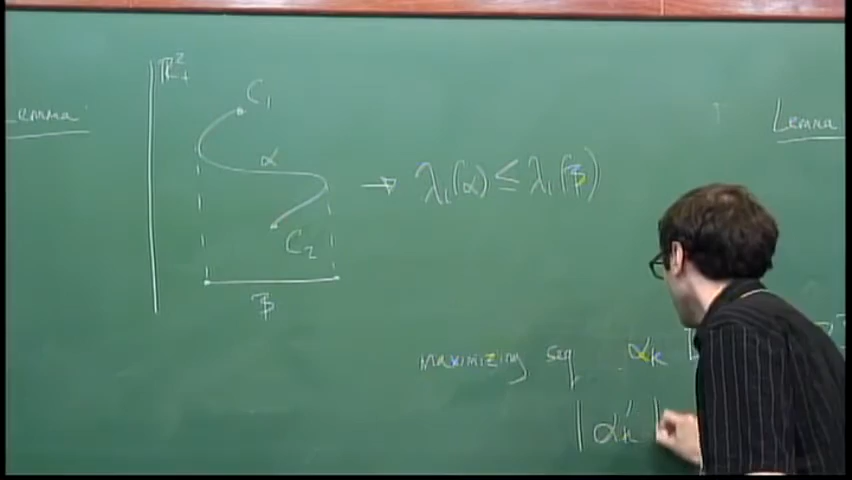 Lemma
ℝ²₊
C₁
α
C₂
β
→ λ₁(α) ≤ λ₁(β)
Lemma
maximizing seq αₖ
|α'ₖ|